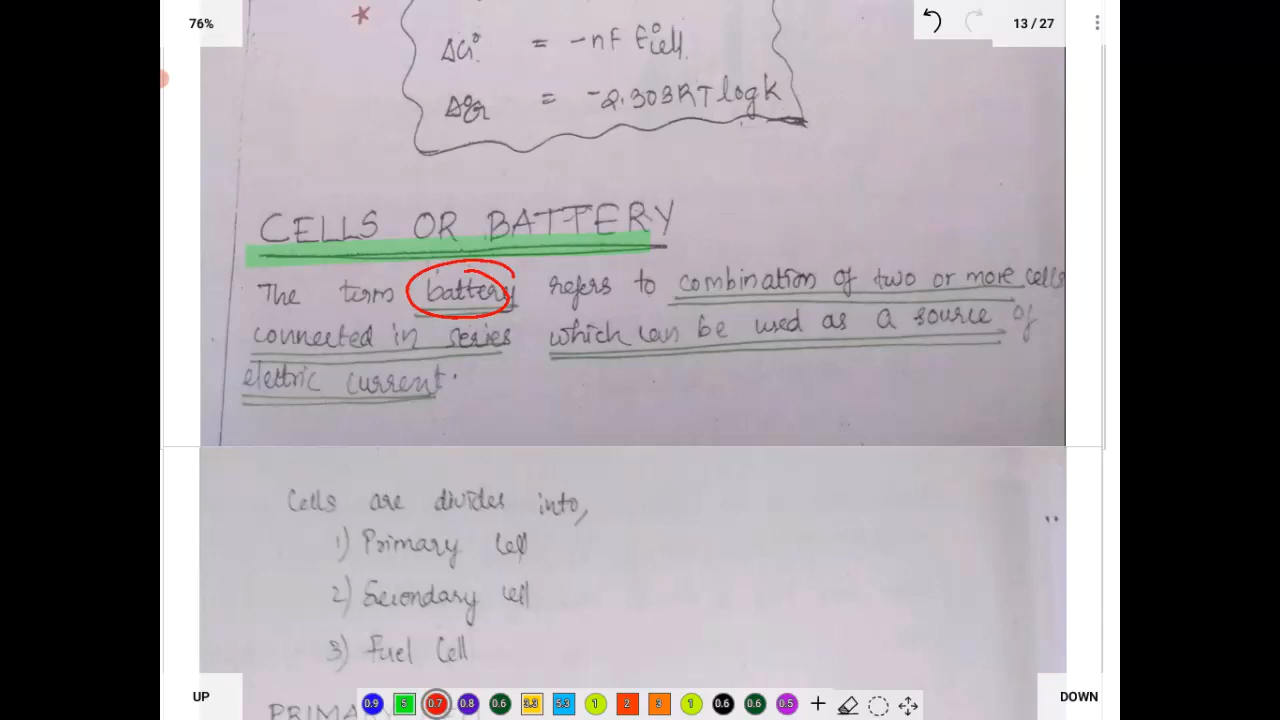 76%
13 / 27
ΔG° = -nF E°cell.
= -2.303RT log K
CELLS OR BATTERY
The term battery refers to combination of two or more cells
connected in series which can be used as a source of
electric current.
Cells are divides into,
1) Primary Cell
2) Secondary cell
3) Fuel Cell
PRIMA
UP
0.9 5 0.7 0.8 0.6 3.3 5.3 1 2 3 1 0.6 0.6 0.5
DOWN